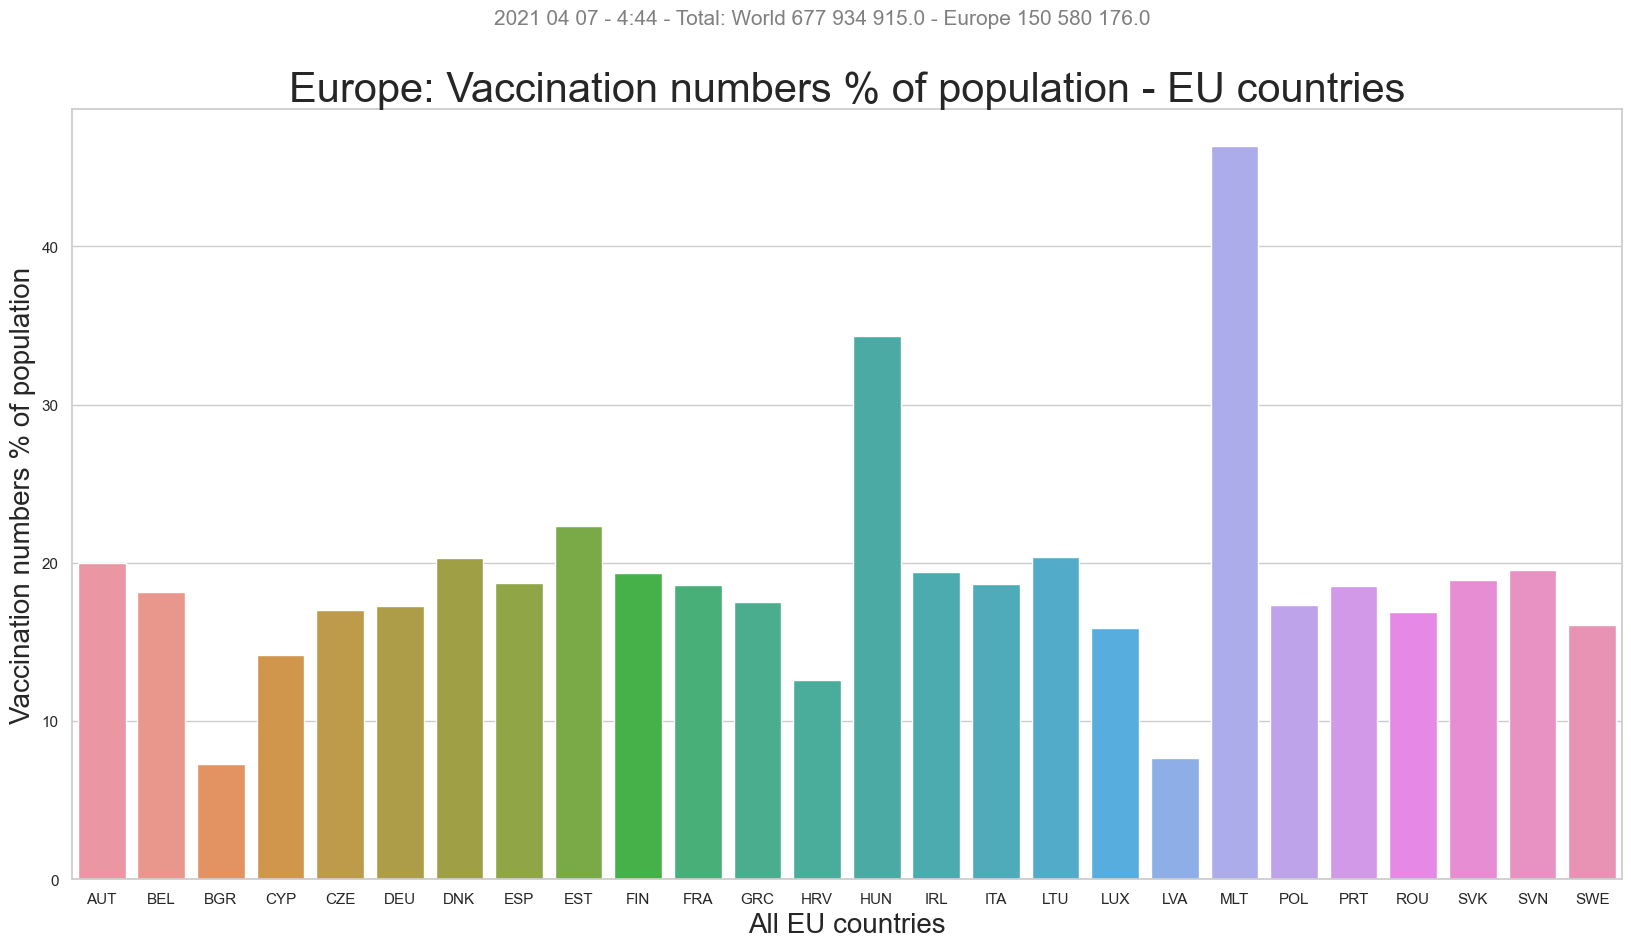 2021 04 07 - 4:44 - Total: World 677 934 915.0 - Europe 150 580 176.0
Europe: Vaccination numbers % of population - EU countries
Vaccination numbers % of population
40
30
20
10
0
AUT BEL BGR CYP CZE DEU DNK ESP EST FIN FRA GRC HRV HUN IRL ITA LTU LUX LVA MLT POL PRT ROU SVK SVN SWE
All EU countries